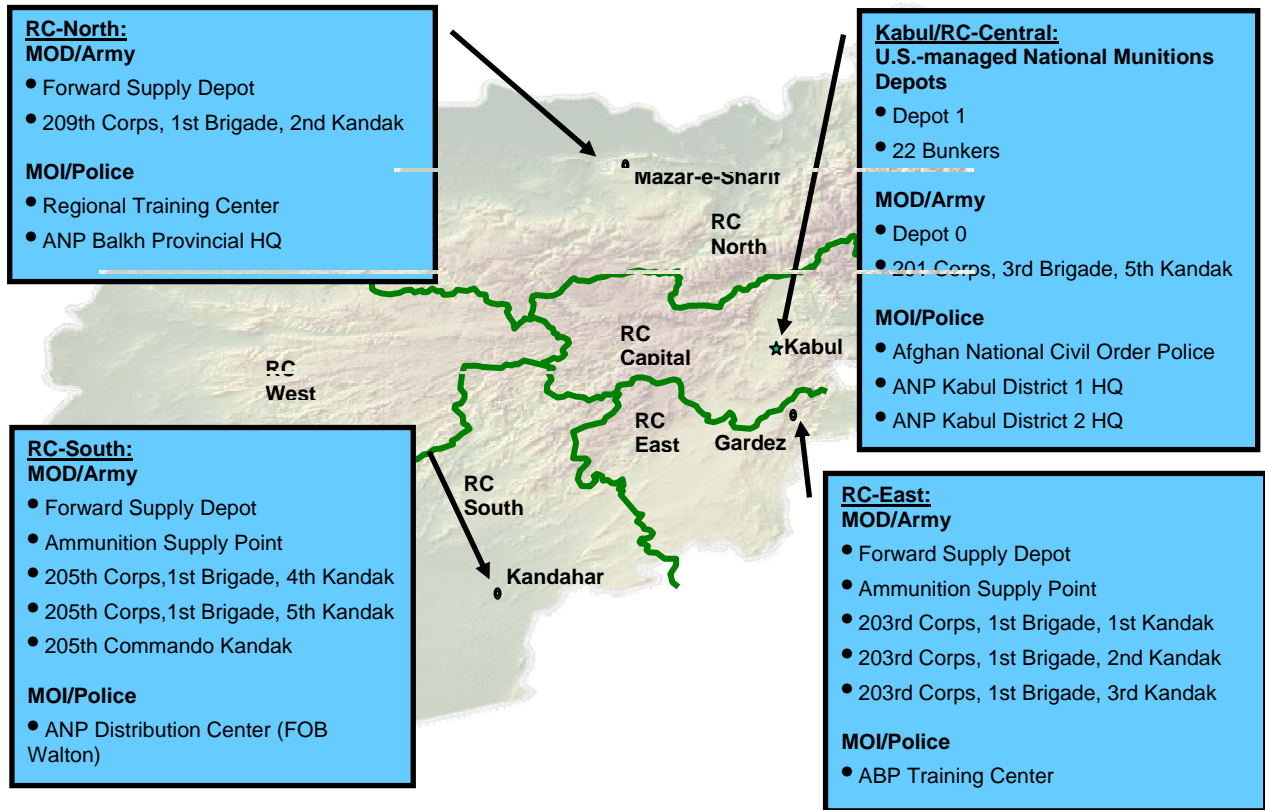 RC-North:
MOD/Army
• Forward Supply Depot
• 209th Corps, 1st Brigade, 2nd Kandak
MOI/Police
• Regional Training Center
• ANP Balkh Provincial HQ
Kabul/RC-Central:
U.S.-managed National Munitions
Depots
• Depot 1
• 22 Bunkers
MOD/Army
• Depot 0
• 201 Corps, 3rd Brigade, 5th Kandak
MOI/Police
• Afghan National Civil Order Police
• ANP Kabul District 1 HQ
• ANP Kabul District 2 HQ
Mazar-e-Sharif
RC
North
RC
Capital
Kabul
RC
West
RC
East
Gardez
RC
South
Kandahar
RC-South:
MOD/Army
• Forward Supply Depot
• Ammunition Supply Point
• 205th Corps,1st Brigade, 4th Kandak
• 205th Corps,1st Brigade, 5th Kandak
• 205th Commando Kandak
MOI/Police
• ANP Distribution Center (FOB
Walton)
RC-East:
MOD/Army
• Forward Supply Depot
• Ammunition Supply Point
• 203rd Corps, 1st Brigade, 1st Kandak
• 203rd Corps, 1st Brigade, 2nd Kandak
• 203rd Corps, 1st Brigade, 3rd Kandak
MOI/Police
• ABP Training Center